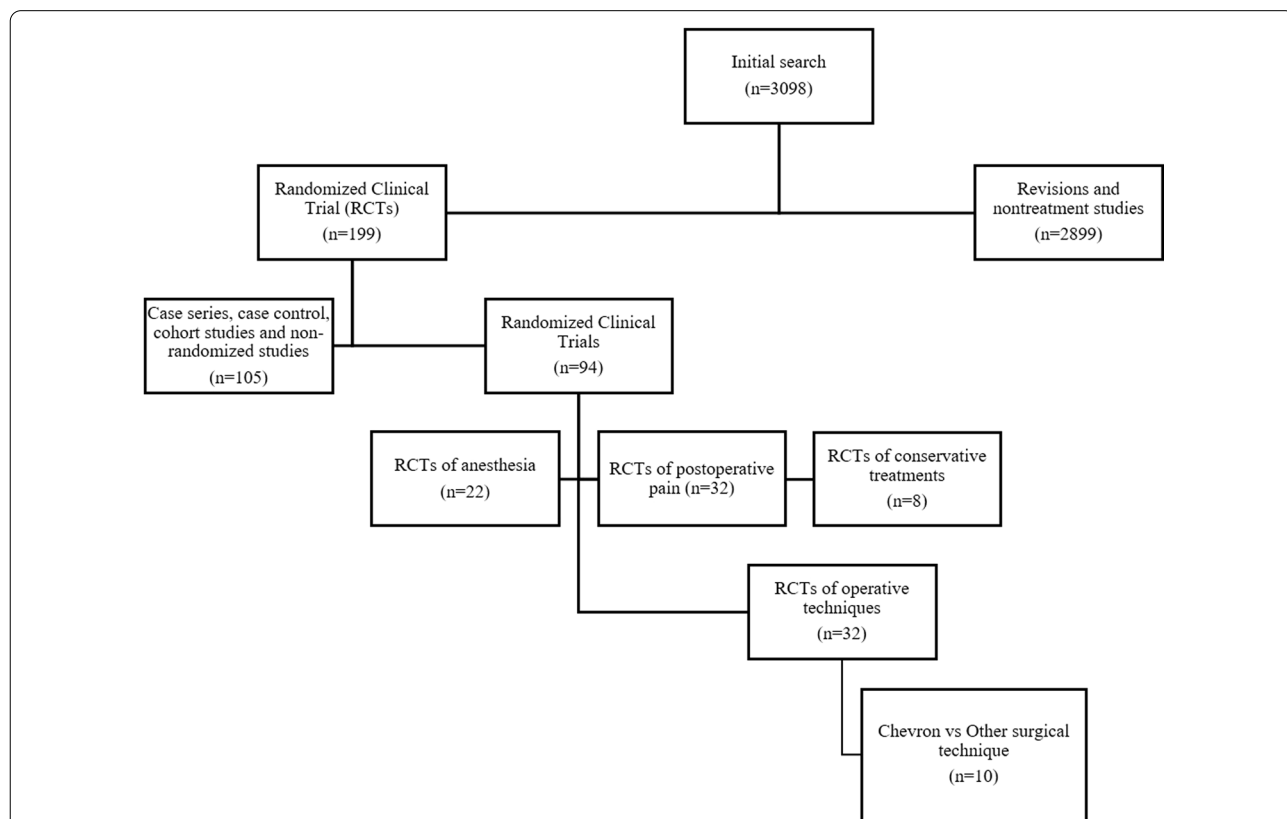 Initial search
(n=3098)
Randomized Clinical
Trial (RCTs)
(n=199)
Revisions and
nontreatment studies
(n=2899)
Case series, case control,
cohort studies and non-
randomized studies
(n=105)
Randomized Clinical
Trials
(n=94)
RCTs of anesthesia
(n=22)
RCTs of postoperative
pain (n=32)
RCTs of conservative
treatments
(n=8)
RCTs of operative
techniques
(n=32)
Chevron vs Other surgical
technique
(n=10)